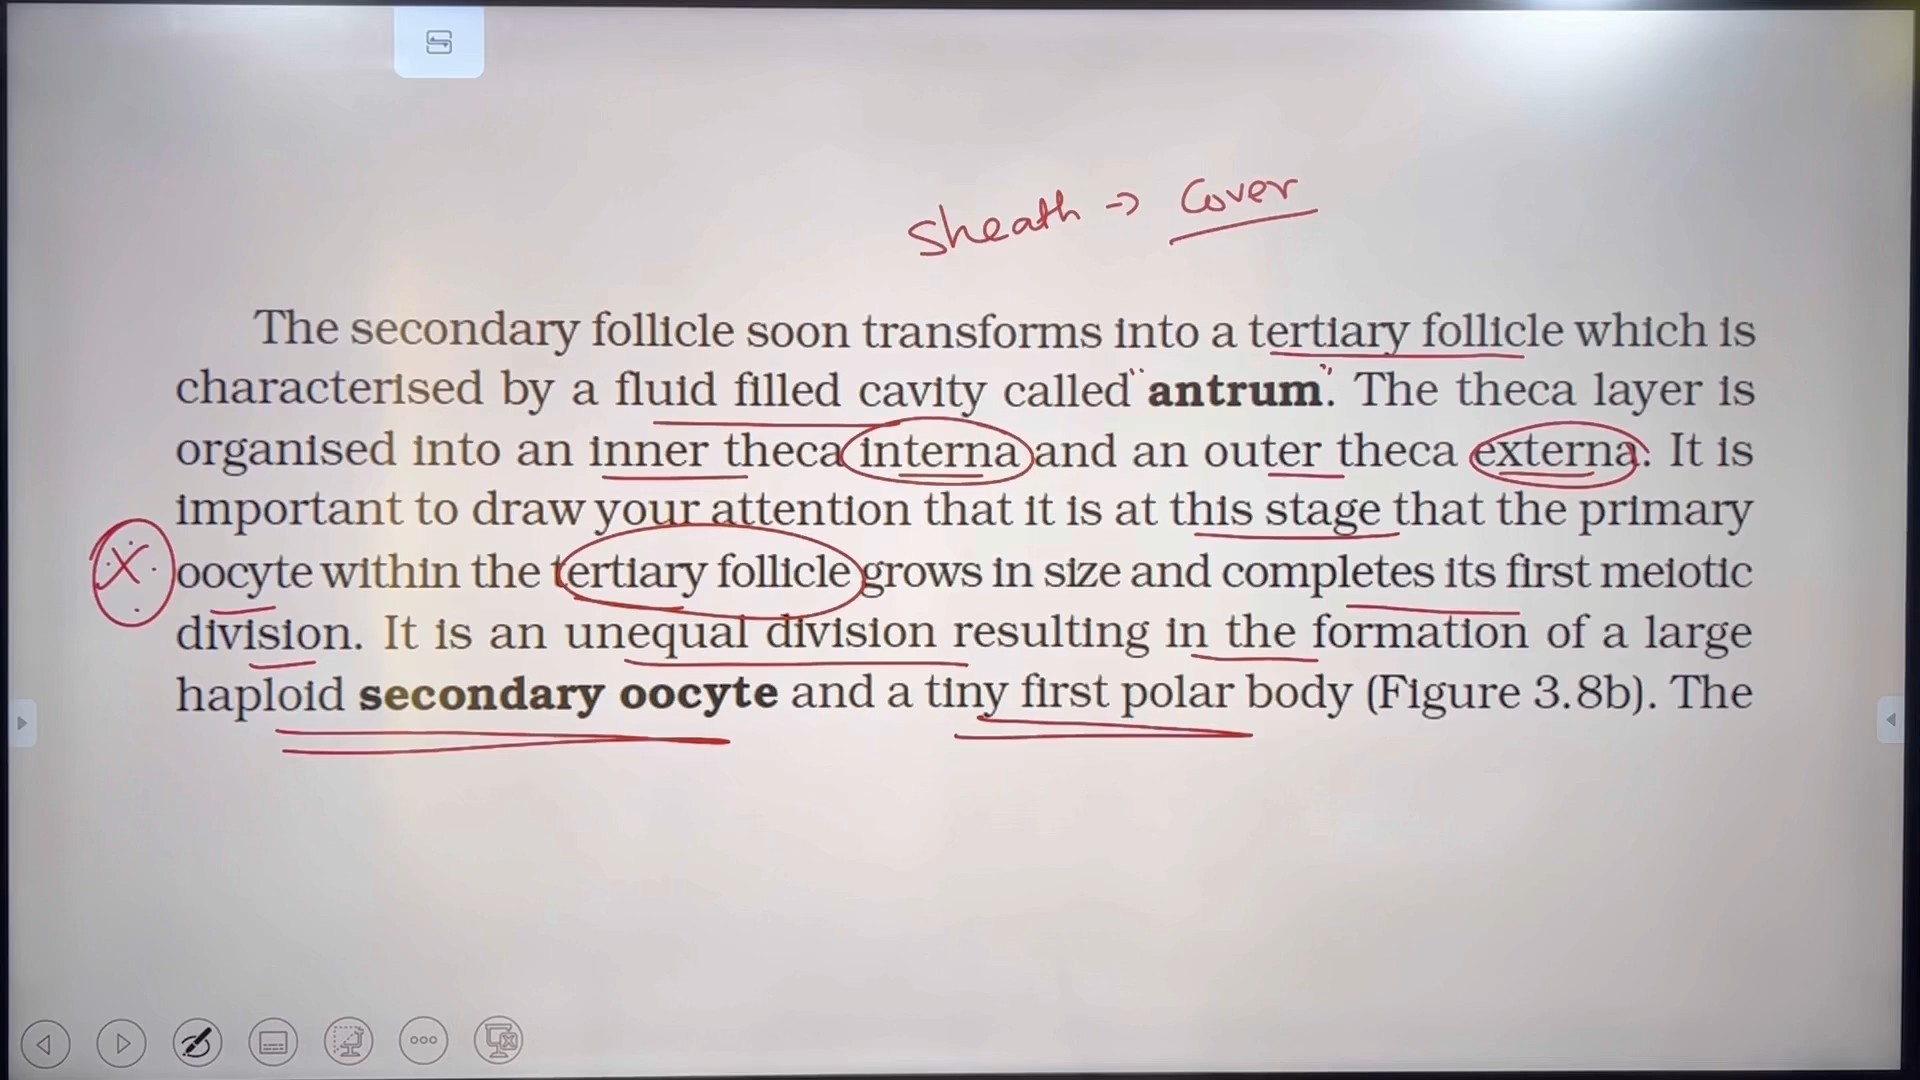 Sheath → Cover
The secondary follicle soon transforms into a tertiary follicle which is
characterised by a fluid filled cavity called "antrum". The theca layer is
organised into an inner theca interna and an outer theca externa. It is
important to draw your attention that it is at this stage that the primary
oocyte within the tertiary follicle grows in size and completes its first meiotic
division. It is an unequal division resulting in the formation of a large
haploid secondary oocyte and a tiny first polar body (Figure 3.8b). The